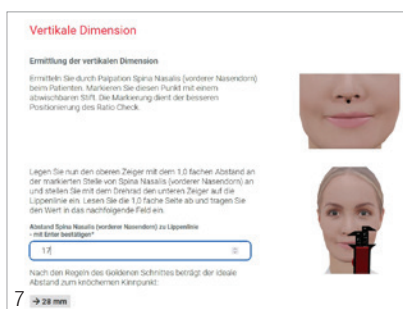 Vertikale Dimension
Ermittlung der vertikalen Dimension
Ermitteln Sie durch Palpation Spina Nasalis (vorderer Nasendorn)
beim Patienten. Markieren Sie diesen Punkt mit einem
abwischbaren Stift. Die Markierung dient der besseren
Positionierung des Ratio Check.
Legen Sie nun den oberen Zeiger mit dem 1,0 fachen Abstand an
der markierten Stelle von Spina Nasalis (vorderer Nasendorn) an
und stellen Sie mit dem Drehrad den unteren Zeiger auf die
Lippenlinie ein. Lesen Sie die 1,0 fache Seite ab und tragen Sie
den Wert in das nachfolgende Feld ein.
Abstand Spina Nasalis (vorderer Nasendorn) zu Lippenlinie
- mit Enter bestätigen*
17
Nach den Regeln des Goldenen Schnittes beträgt der ideale
Abstand zum knöchernen Kinnpunkt:
7 → 28 mm